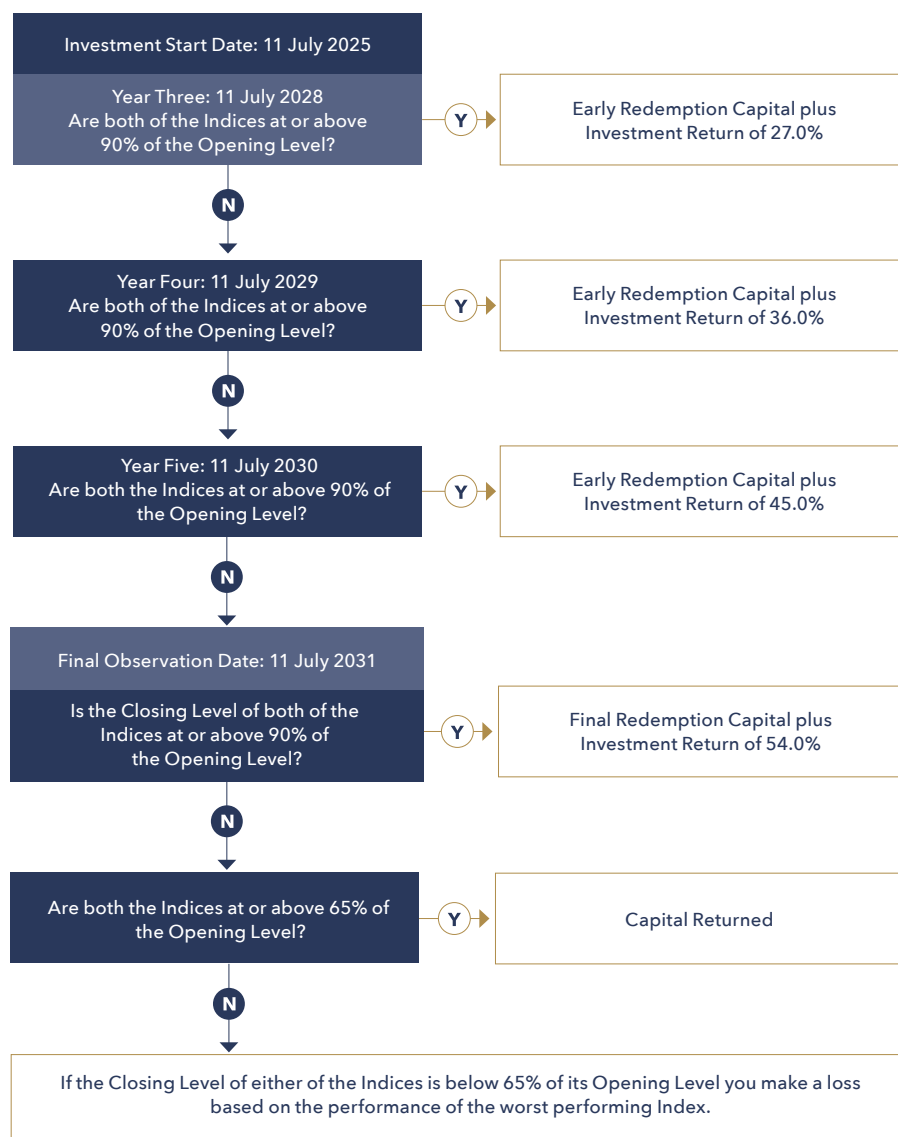 Investment Start Date: 11 July 2025
Year Three: 11 July 2028
Are both of the Indices at or above
90% of the Opening Level?
Y
Early Redemption Capital plus
Investment Return of 27.0%
N
Year Four: 11 July 2029
Are both of the Indices at or above
90% of the Opening Level?
Y
Early Redemption Capital plus
Investment Return of 36.0%
N
Year Five: 11 July 2030
Are both the Indices at or above 90% of
the Opening Level?
Y
Early Redemption Capital plus
Investment Return of 45.0%
N
Final Observation Date: 11 July 2031
Is the Closing Level of both of the
Indices at or above 90% of
the Opening Level?
Y
Final Redemption Capital plus
Investment Return of 54.0%
N
Are both the Indices at or above 65% of
the Opening Level?
Y
Capital Returned
N
If the Closing Level of either of the Indices is below 65% of its Opening Level you make a loss
based on the performance of the worst performing Index.